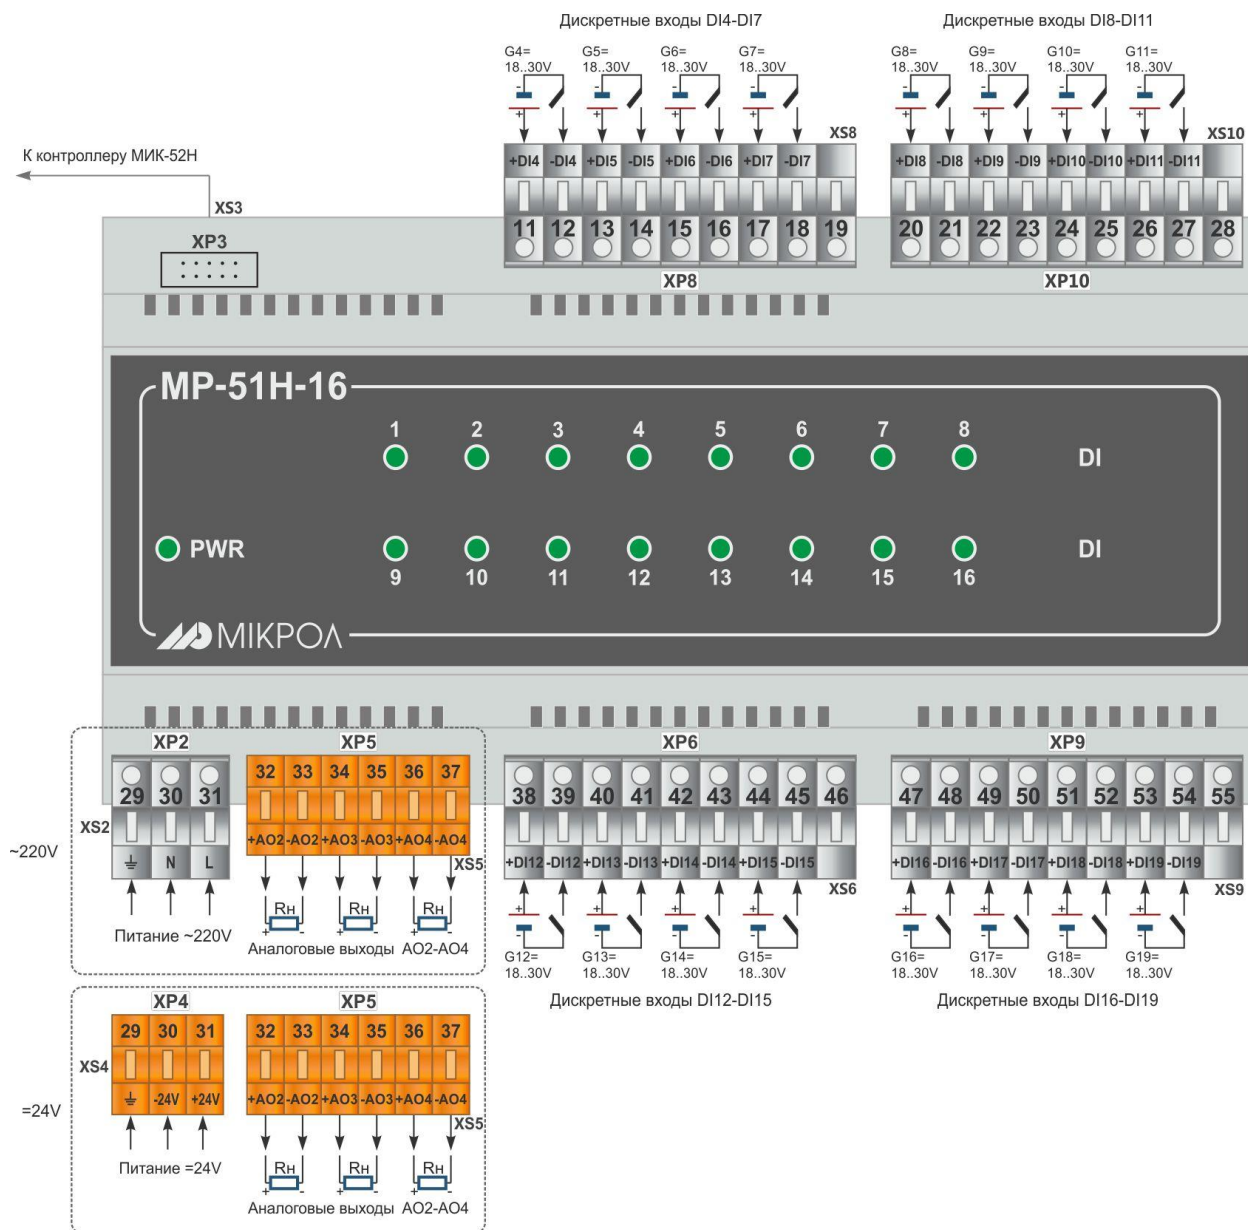 Дискретные входы DI4-DI7
Дискретные входы DI8-DI11
G4= G5= G6= G7=
18..30V 18..30V 18..30V 18..30V
G8= G9= G10= G11=
18..30V 18..30V 18..30V 18..30V
- - - -
+ + + +
- - - -
+ + + +
XS8
XS10
+DI4 -DI4 +DI5 -DI5 +DI6 -DI6 +DI7 -DI7
+DI8 -DI8 +DI9 -DI9 +DI10 -DI10 +DI11 -DI11
К контроллеру МИК-52Н
XS3
XP3
11 12 13 14 15 16 17 18 19
20 21 22 23 24 25 26 27 28
XP8
XP10
МР-51Н-16
1 2 3 4 5 6 7 8 DI
PWR
DI
9 10 11 12 13 14 15 16
МІКРОЛ
XP2
XP5
XP6
XP9
29 30 31
32 33 34 35 36 37
38 39 40 41 42 43 44 45 46
47 48 49 50 51 52 53 54 55
XS2
~220V
N L
+AO2 -AO2 +AO3 -AO3 +AO4 -AO4
XS5
+DI12 -DI12 +DI13 -DI13 +DI14 -DI14 +DI15 -DI15
XS6
+DI16 -DI16 +DI17 -DI17 +DI18 -DI18 +DI19 -DI19
XS9
Rн Rн Rн
+ - + - + -
Питание ~220V
Аналоговые выходы AO2-AO4
+ + + +
- - - -
+ + + +
- - - -
G12= G13= G14= G15=
18..30V 18..30V 18..30V 18..30V
G16= G17= G18= G19=
18..30V 18..30V 18..30V 18..30V
Дискретные входы DI12-DI15
Дискретные входы DI16-DI19
XP4
XP5
29 30 31
32 33 34 35 36 37
XS4
=24V
-24V +24V
+AO2 -AO2 +AO3 -AO3 +AO4 -AO4
XS5
Rн Rн Rн
+ - + - + -
Питание =24V
Аналоговые выходы AO2-AO4